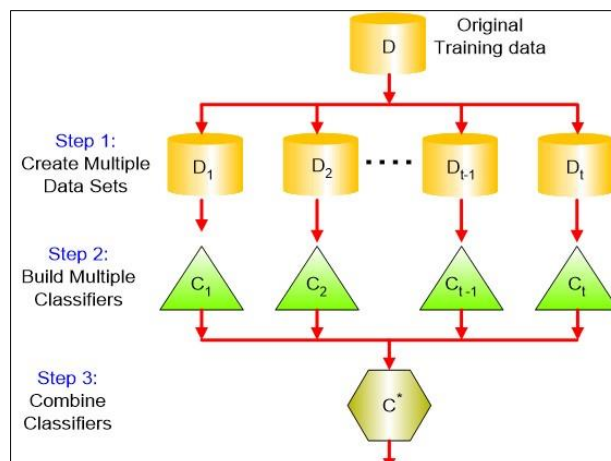 D
Original
Training data
Step 1:
Create Multiple
Data Sets
D1
D2
....
Dt-1
Dt
Step 2:
Build Multiple
Classifiers
C1
C2
Ct-1
Ct
Step 3:
Combine
Classifiers
C*